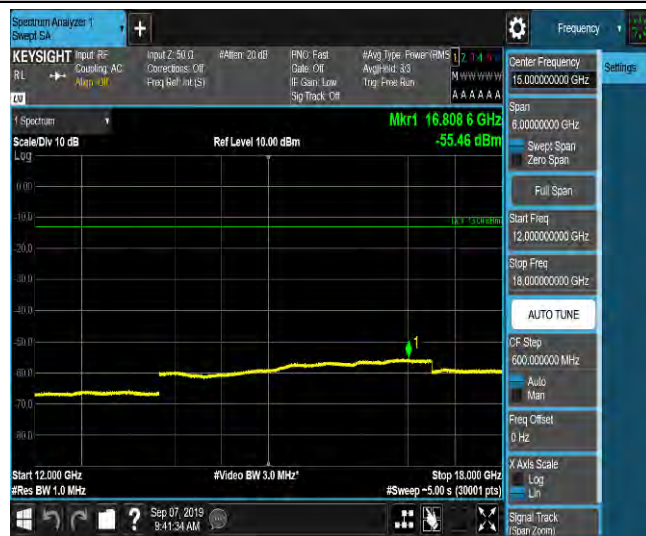 Spectrum Analyzer 1
Swept SA
+
Frequency
KEYSIGHT
Input: RF
Coupling: AC
Align: Off
Input Z: 50 Ω
Corrections: Off
Freq Ref: Int (S)
#Atten: 20 dB
PNO: Fast
Gate: Off
IF Gain: Low
Sig Track: Off
#Avg Type: Power (RMS
Avg|Hold: 3/3
Trig: Free Run
1 2 3 4 5
M W W W W
A A A A A
RL
Center Frequency
15.000000000 GHz
Settings
Span
6.00000000 GHz
Swept Span
Zero Span
Full Span
Start Freq
12.000000000 GHz
Stop Freq
18.000000000 GHz
AUTO TUNE
CF Step
600.000000 MHz
Auto
Man
Freq Offset
0 Hz
X Axis Scale
Log
Lin
Signal Track
(Span Zoom)
1 Spectrum
Mkr1 16.808 6 GHz
-55.46 dBm
Scale/Div 10 dB
Ref Level 10.00 dBm
Log
0.00
-10.0
-20.0
-30.0
-40.0
-50.0
-60.0
-70.0
-80.0
1
Start 12.000 GHz
#Video BW 3.0 MHz*
Stop 18.000 GHz
#Res BW 1.0 MHz
#Sweep ~5.00 s (30001 pts)
?
Sep 07, 2019
9:41:34 AM